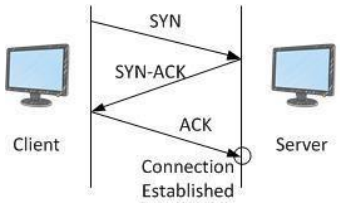 SYN
SYN-ACK
ACK
Client
Server
Connection
Established